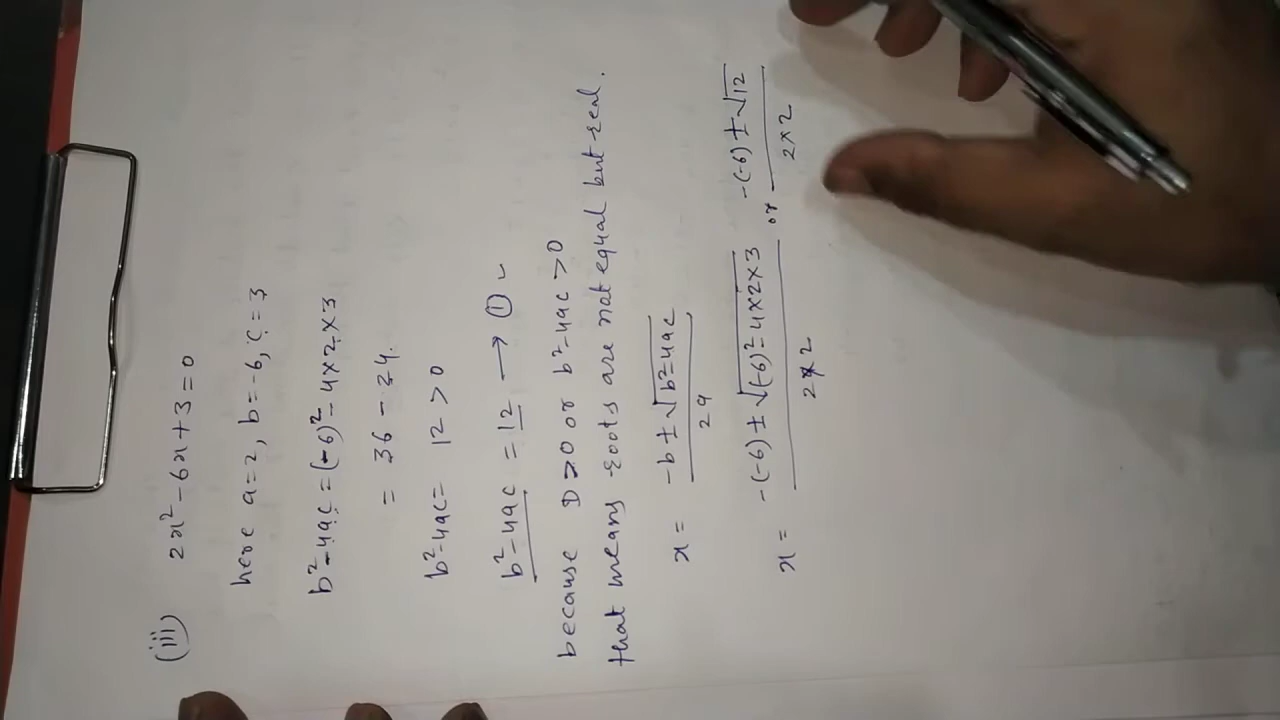 (iii) 2x² - 6x + 3 = 0
here a = 2, b = -6, c = 3
b² - 4ac = (-6)² - 4×2×3
= 36 - 24.
b² - 4ac = 12 > 0
b² - 4ac = 12 → ①
because D > 0 or b² - 4ac > 0
that means roots are not equal but real.
x = (-b ± √(b² - 4ac)) / 2a
x = (-(-6) ± √((-6)² - 4×2×3)) / (2×2) or (-(-6) ± √12) / (2×2)